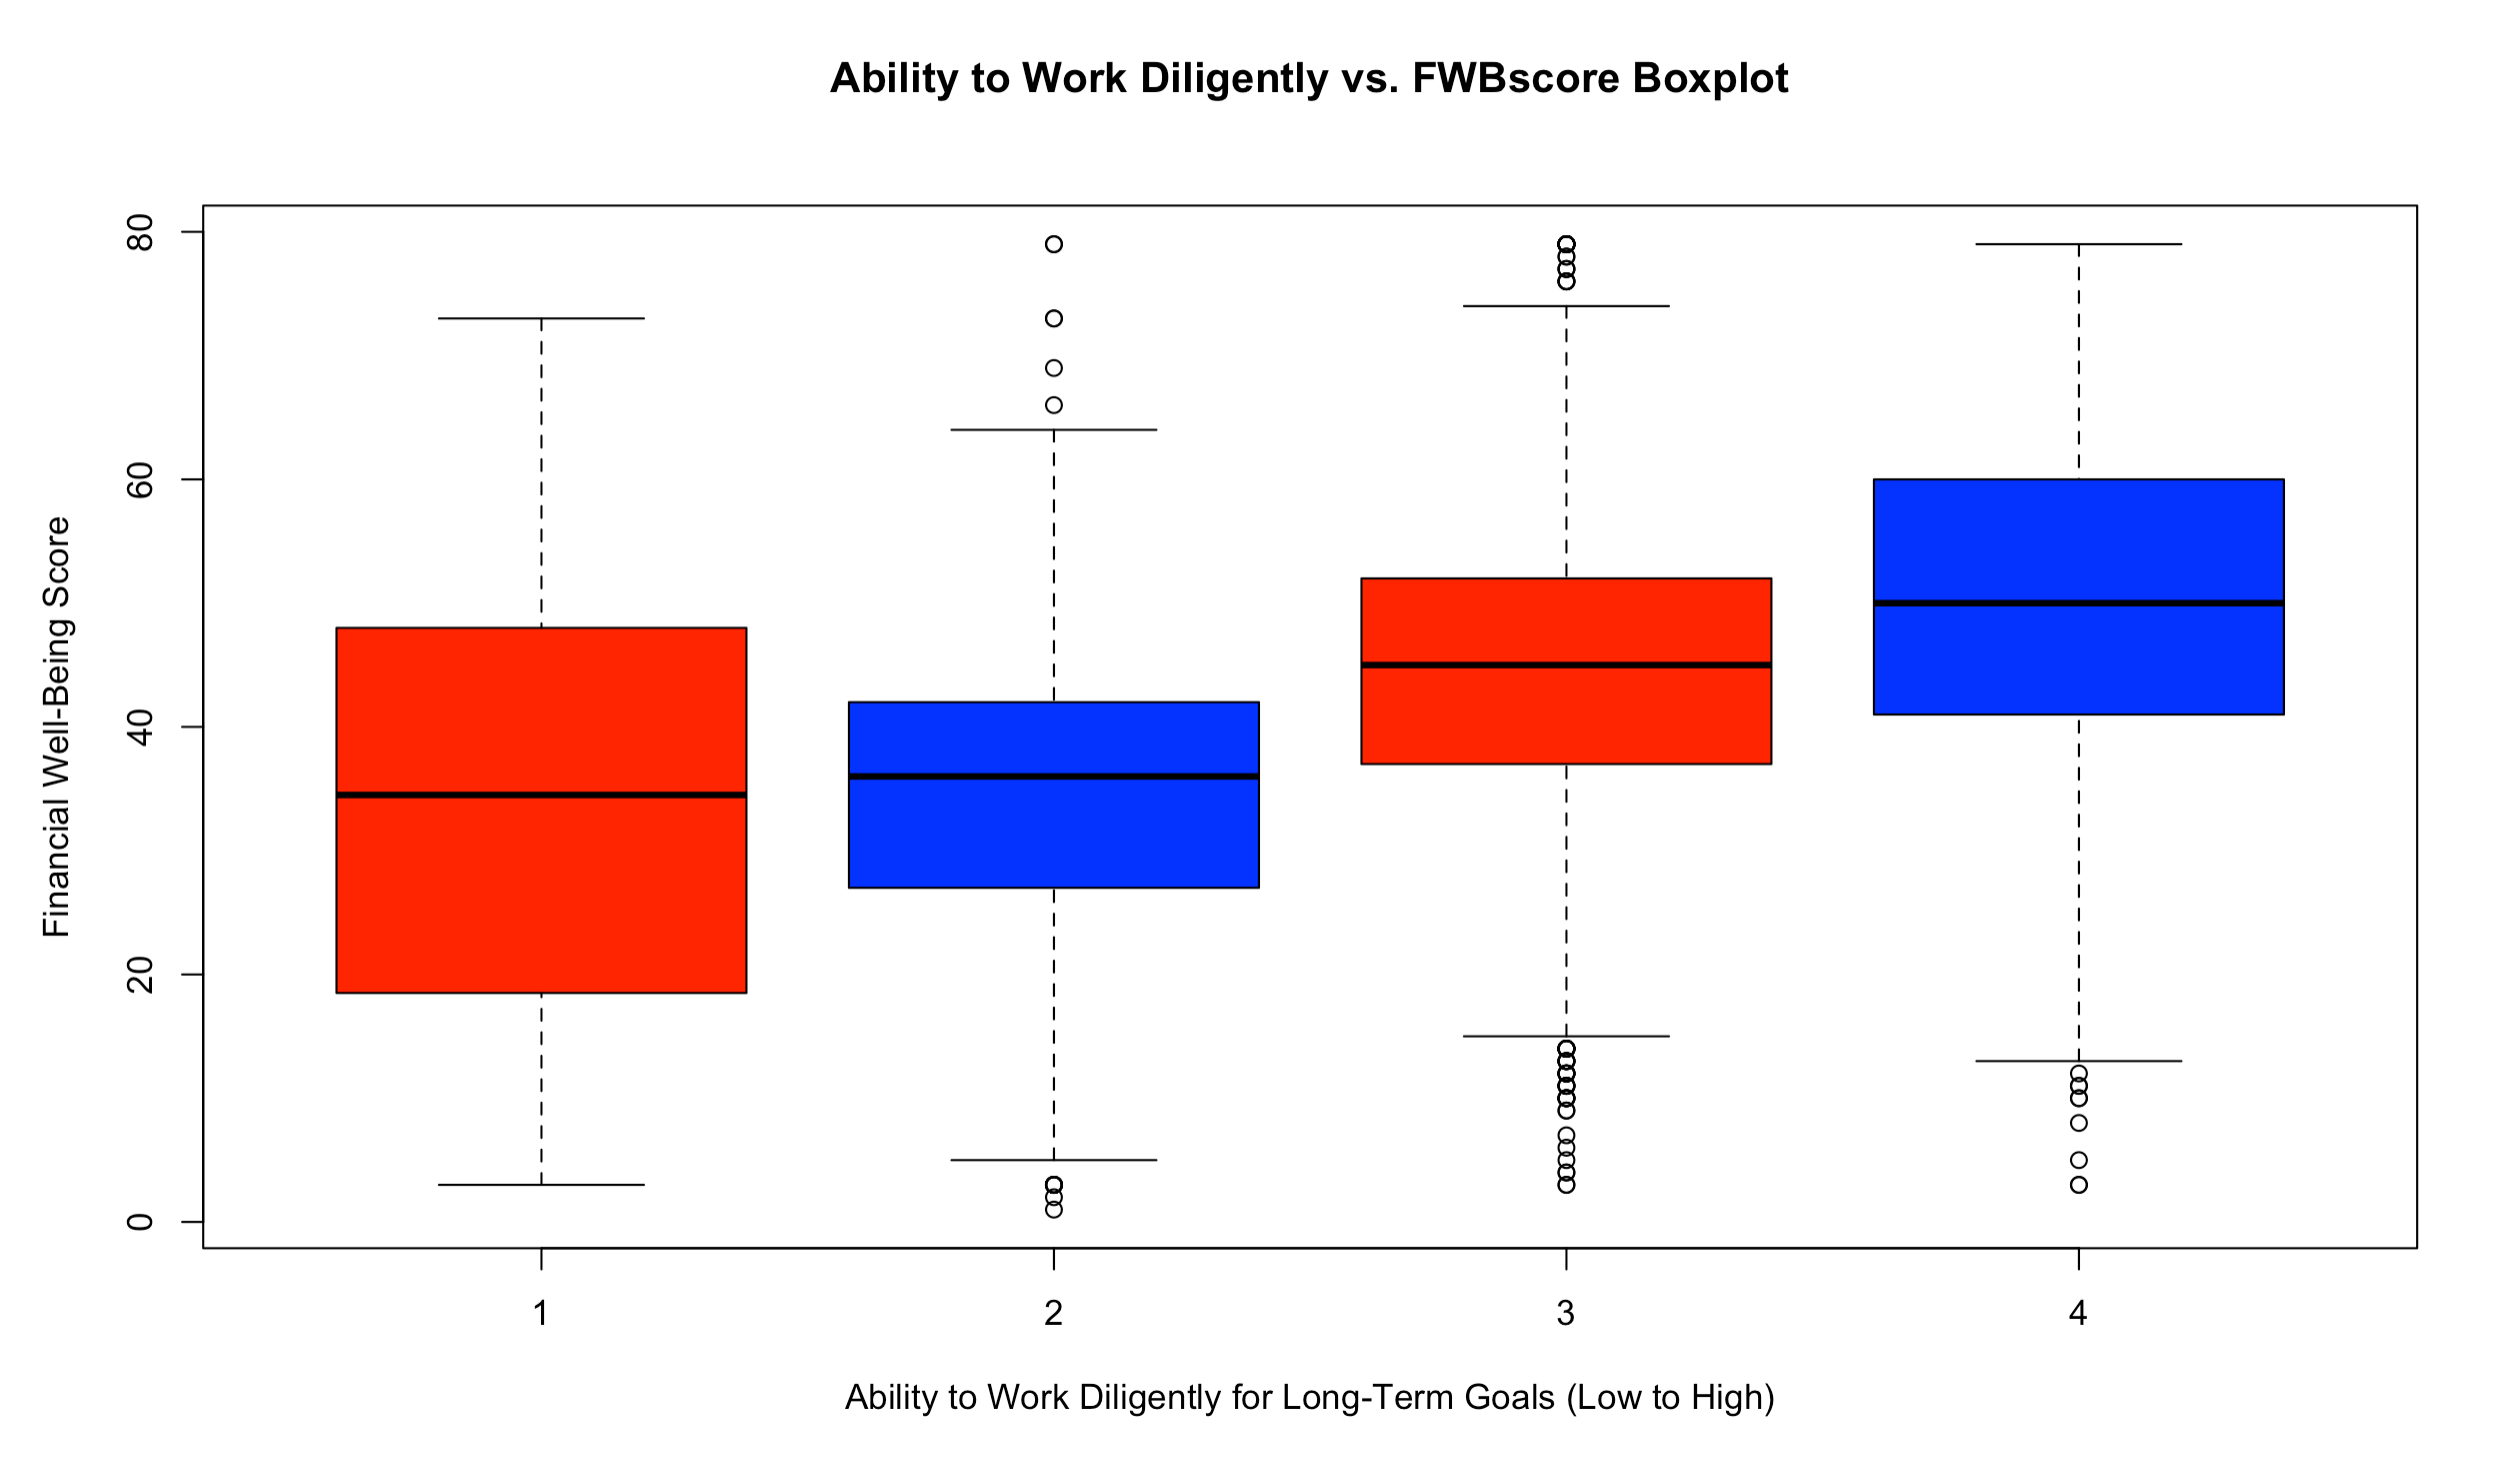 Ability to Work Diligently vs. FWBscore Boxplot
Financial Well-Being Score
80
60
40
20
0
1 2 3 4
Ability to Work Diligently for Long-Term Goals (Low to High)